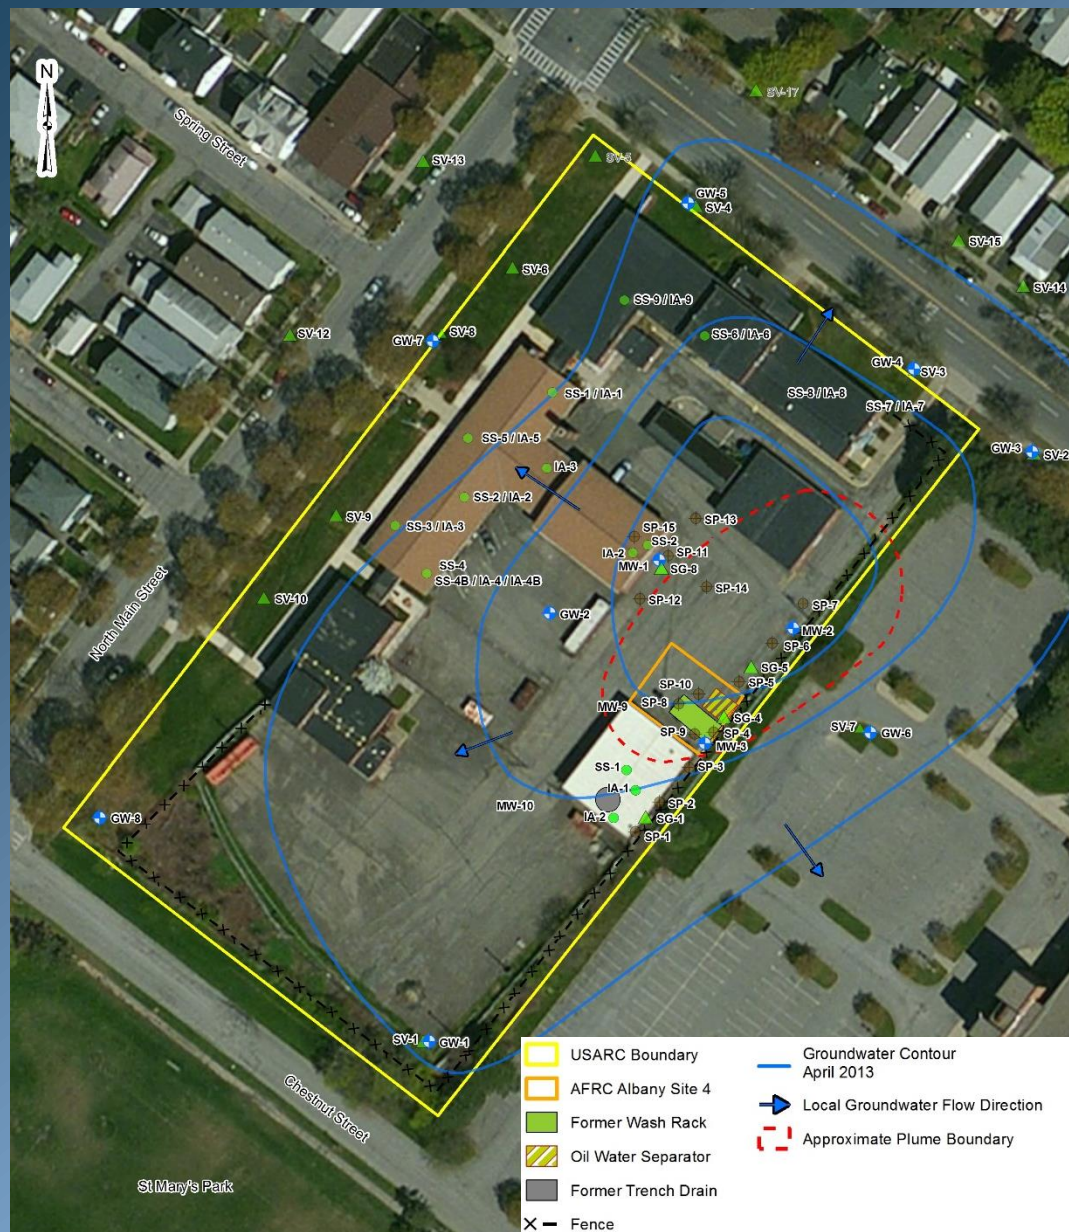 N
Spring Street
SV-17
SV-13
SV-5
GW-5
SV-4
SV-15
SV-14
SV-6
SS-9 / IA-9
SV-12
GW-7
SV-8
SS-6 / IA-6
GW-4
SV-3
SS-8 / IA-8
SS-1 / IA-1
SS-7 / IA-7
SS-5 / IA-5
GW-3
SV-2
IA-3
SS-2 / IA-2
SV-9
SS-3 / IA-3
SP-13
SP-15
SS-2
IA-2
SP-11
MW-1
SG-8
SS-4
SS-4B / IA-4 / IA-4B
SP-14
SV-10
SP-12
SP-7
GW-2
MW-2
North Main Street
SP-6
SG-5
SP-5
SP-10
SP-8
MW-9
SG-4
SV-7
GW-6
SP-9
SP-4
MW-3
SP-3
SS-1
IA-1
MW-10
SP-2
GW-8
IA-2
SG-1
SP-1
SV-1
GW-1
Chestnut Street
St Mary's Park
USARC Boundary
AFRC Albany Site 4
Former Wash Rack
Oil Water Separator
Former Trench Drain
Fence
Groundwater Contour
April 2013
Local Groundwater Flow Direction
Approximate Plume Boundary